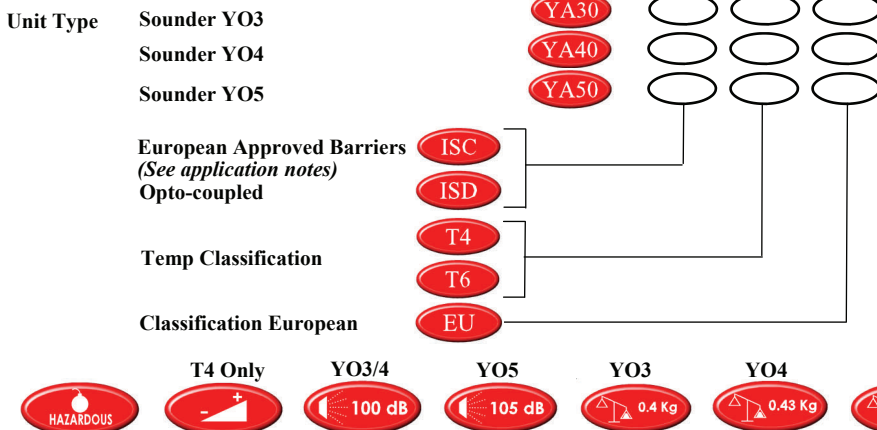 Unit Type Sounder YO3 YA30
Sounder YO4 YA40
Sounder YO5 YA50
European Approved Barriers ISC
(See application notes)
Opto-coupled ISD
T4
Temp Classification
T6
Classification European EU
T4 Only YO3/4 YO5 YO3 YO4
HAZARDOUS - + 100 dB 105 dB 0.4 Kg 0.43 Kg